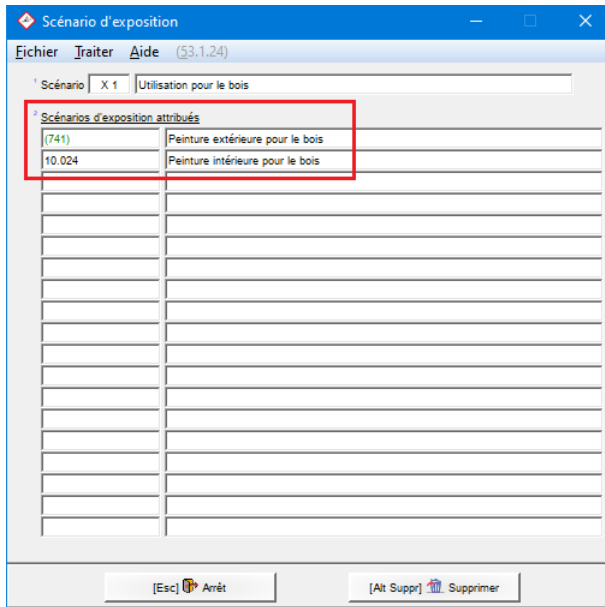 Scénario d'exposition
Fichier Traiter Aide (53.1.24)
1 Scénario X 1 Utilisation pour le bois
2 Scénarios d'exposition attribués
(741) Peinture extérieure pour le bois
10.024 Peinture intérieure pour le bois
[Esc] Arrêt [Alt Suppr] Supprimer